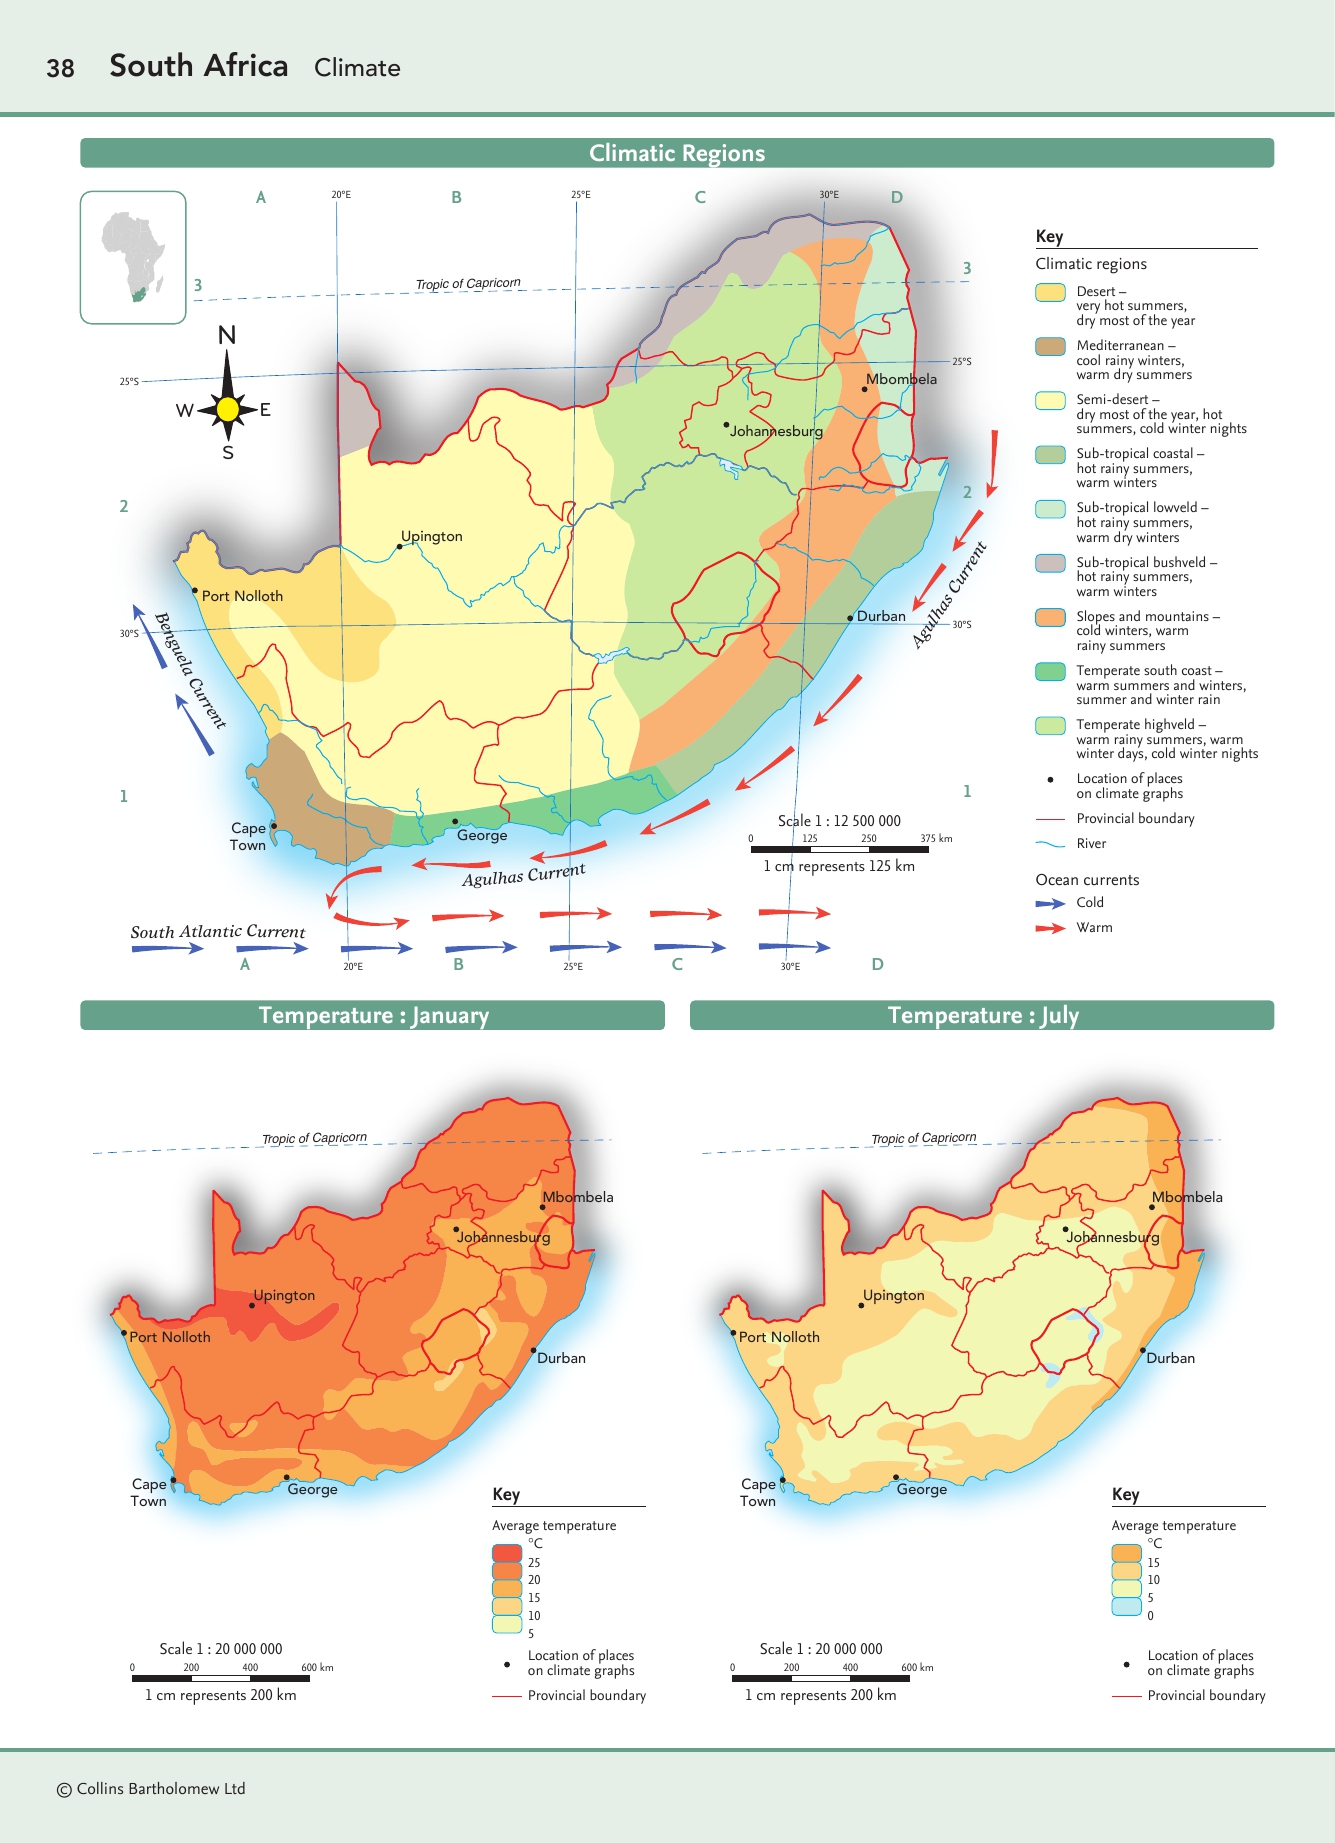 38 South Africa Climate
Climatic Regions
A 20°E B 25°E C 30°E D
3
Tropic of Capricorn
3
N
W E
S
25°S
25°S
Mbombela
Johannesburg
2
2
Upington
Port Nolloth
Durban
Agulhas Current
Benguela Current
30°S
30°S
1
1
Cape
Town
George
Agulhas Current
South Atlantic Current
Scale 1 : 12 500 000
0 125 250 375 km
1 cm represents 125 km
A 20°E B 25°E C 30°E D
Key
Climatic regions
Desert –
very hot summers,
dry most of the year
Mediterranean –
cool rainy winters,
warm dry summers
Semi-desert –
dry most of the year, hot
summers, cold winter nights
Sub-tropical coastal –
hot rainy summers,
warm winters
Sub-tropical lowveld –
hot rainy summers,
warm dry winters
Sub-tropical bushveld –
hot rainy summers,
warm winters
Slopes and mountains –
cold winters, warm
rainy summers
Temperate south coast –
warm summers and winters,
summer and winter rain
Temperate highveld –
warm rainy summers, warm
winter days, cold winter nights
Location of places
on climate graphs
Provincial boundary
River
Ocean currents
Cold
Warm
Temperature : January
Tropic of Capricorn
Mbombela
Johannesburg
Upington
Port Nolloth
Durban
Cape
Town
George
Key
Average temperature
°C
25
20
15
10
5
Location of places
on climate graphs
Provincial boundary
Scale 1 : 20 000 000
0 200 400 600 km
1 cm represents 200 km
Temperature : July
Tropic of Capricorn
Mbombela
Johannesburg
Upington
Port Nolloth
Durban
Cape
Town
George
Key
Average temperature
°C
15
10
5
0
Location of places
on climate graphs
Provincial boundary
Scale 1 : 20 000 000
0 200 400 600 km
1 cm represents 200 km
© Collins Bartholomew Ltd